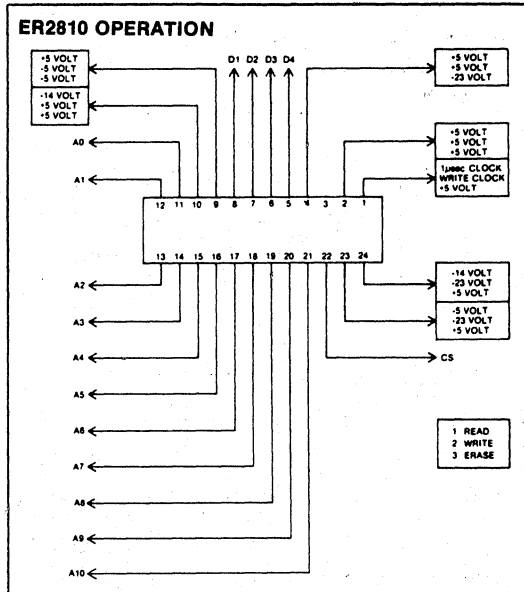 ER2810 OPERATION
+5 VOLT
-5 VOLT
-5 VOLT
-14 VOLT
+5 VOLT
+5 VOLT
D1 D2 D3 D4
+5 VOLT
+5 VOLT
-23 VOLT
+5 VOLT
+5 VOLT
+5 VOLT
1μsec CLOCK
WRITE CLOCK
+5 VOLT
A0
A1
12 11 10 9 8 7 6 5 4 3 2 1
13 14 15 16 17 18 19 20 21 22 23 24
-14 VOLT
-23 VOLT
+5 VOLT
-5 VOLT
-23 VOLT
+5 VOLT
CS
A2
A3
A4
A5
A6
A7
A8
A9
A10
1 READ
2 WRITE
3 ERASE